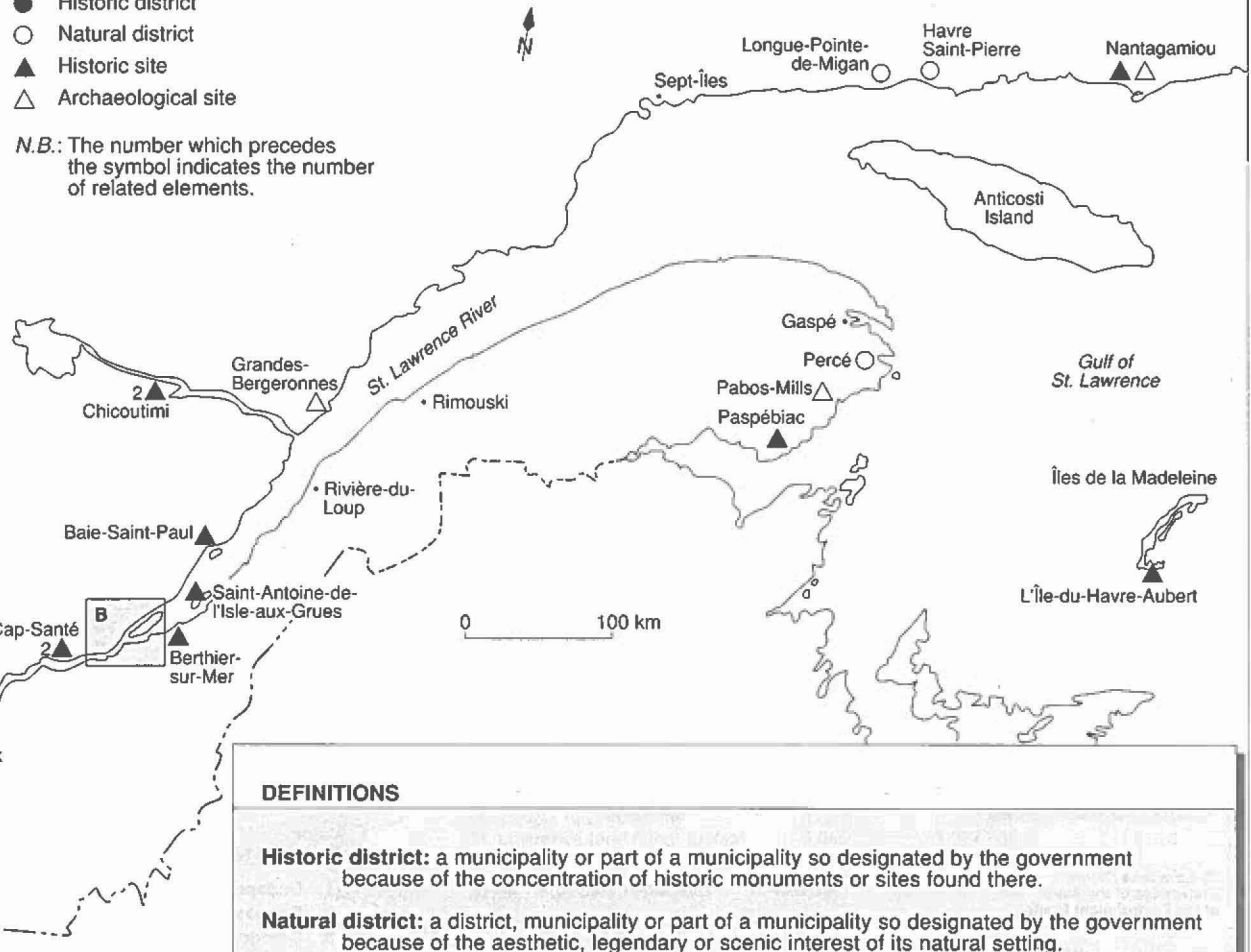 Historic district
Natural district
Historic site
Archaeological site
N.B.: The number which precedes
the symbol indicates the number
of related elements.
N
Longue-Pointe-
de-Migan
Havre
Saint-Pierre
Nantagamiou
Sept-Îles
Anticosti
Island
St. Lawrence River
Gaspé
Percé
Gulf of
St. Lawrence
Grandes-
Bergeronnes
2
Chicoutimi
Rimouski
Pabos-Mills
Paspébiac
Rivière-du-
Loup
Îles de la Madeleine
Baie-Saint-Paul
Saint-Antoine-de-
l'Isle-aux-Grues
L'Île-du-Havre-Aubert
B
Cap-Santé
2
Berthier-
sur-Mer
0 100 km
DEFINITIONS
Historic district: a municipality or part of a municipality so designated by the government
because of the concentration of historic monuments or sites found there.
Natural district: a district, municipality or part of a municipality so designated by the government
because of the aesthetic, legendary or scenic interest of its natural setting.